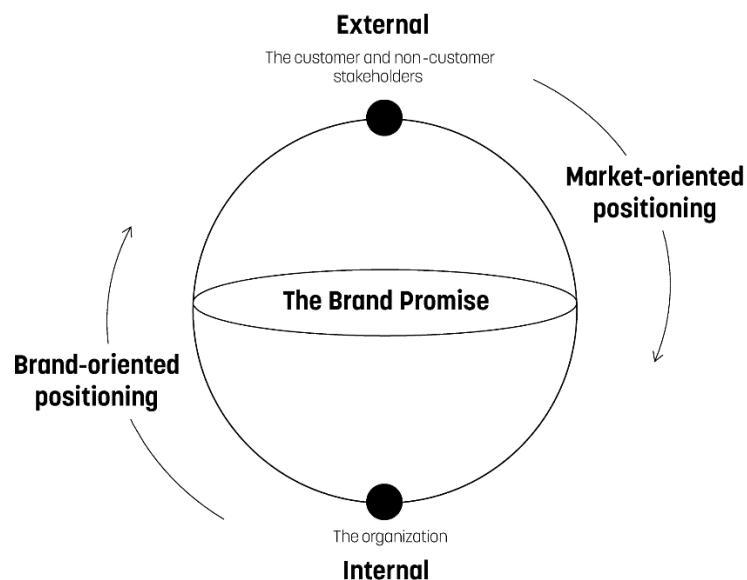 External
The customer and non-customer
stakeholders
Market-oriented
positioning
The Brand Promise
Brand-oriented
positioning
The organization
Internal